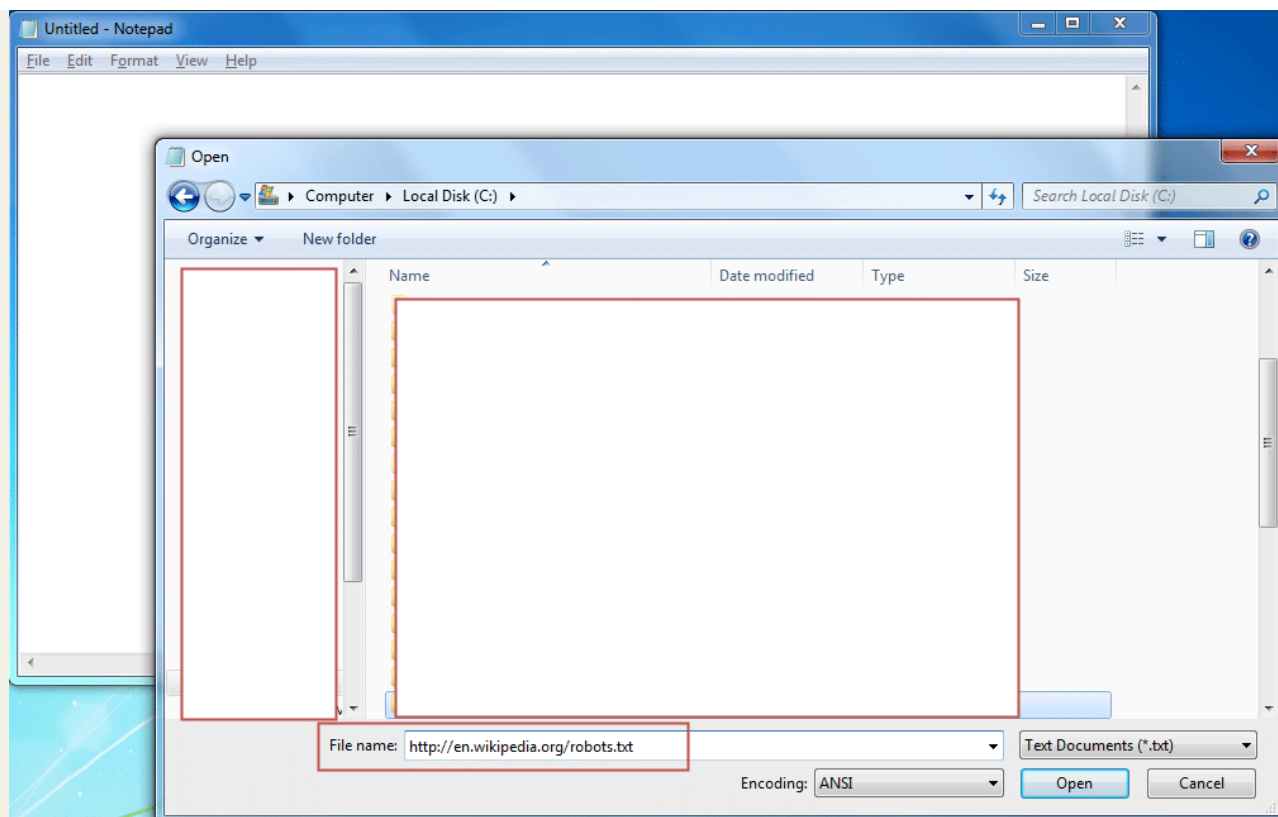 Untitled - Notepad
File Edit Format View Help
Open
Computer Local Disk (C:)
Search Local Disk (C:)
Organize New folder
Name Date modified Type Size
File name: http://en.wikipedia.org/robots.txt
Text Documents (*.txt)
Encoding: ANSI
Open Cancel